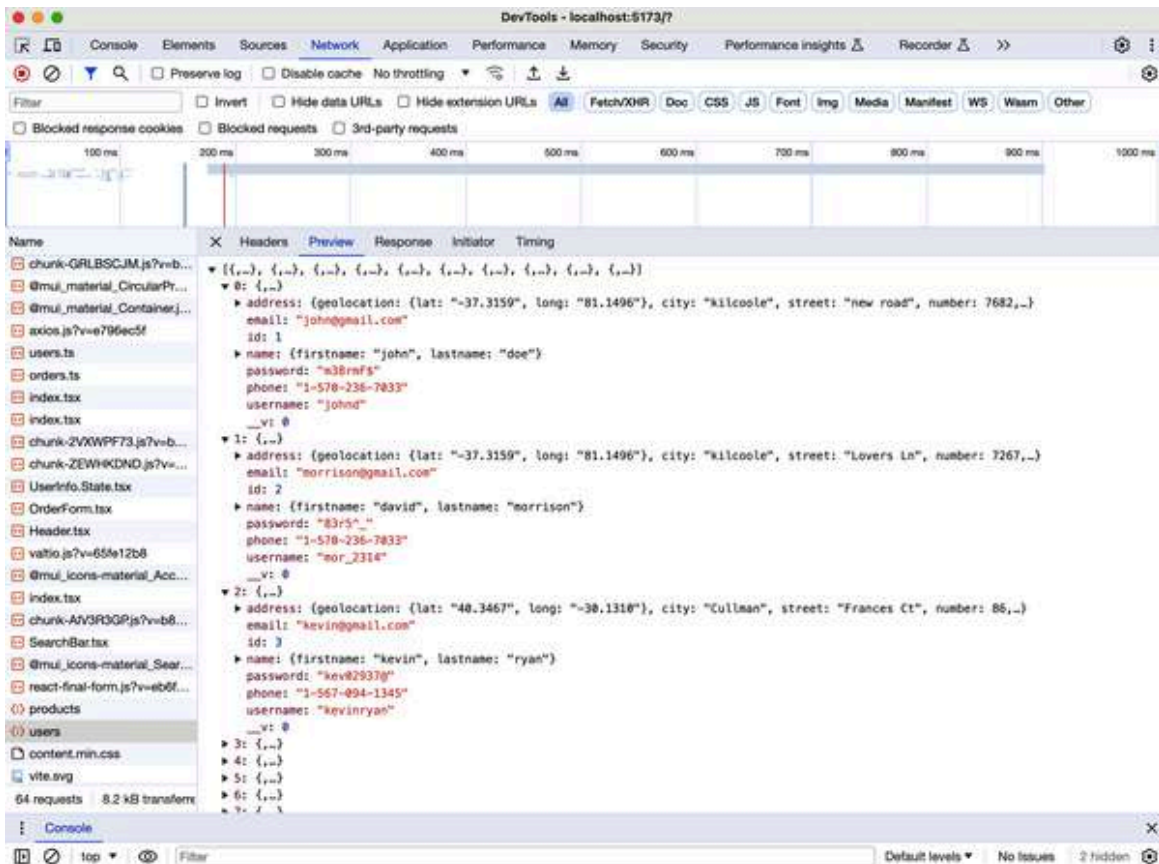 DevTools - localhost:5173/?
Console Elements Sources Network Application Performance Memory Security Performance insights Recorder >>
Preserve log Disable cache No throttling
Filter Invert Hide data URLs Hide extension URLs All Fetch/XHR Doc CSS JS Font Img Media Manifest WS Wasm Other
Blocked response cookies Blocked requests 3rd-party requests
100 ms 200 ms 300 ms 400 ms 500 ms 600 ms 700 ms 800 ms 900 ms 1000 ms
Name
chunk-GRLBSCJM.js?v=b...
@mui_material_CircularPr...
@mui_material_Container.j...
axios.js?v=e796ec5f
users.ts
orders.ts
index.tsx
index.tsx
chunk-2VXWPF73.js?v=b...
chunk-ZEWHKDND.js?v=...
UserInfo.State.tsx
OrderForm.tsx
Header.tsx
valtio.js?v=65fe12b8
@mui_icons-material_Acc...
index.tsx
chunk-AIV3R3GP.js?v=b8...
SearchBar.tsx
@mui_icons-material_Sear...
react-final-form.js?v=eb6f...
products
users
content.min.css
vite.svg
64 requests 8.2 kB transferre
× Headers Preview Response Initiator Timing
[{,…}, {,…}, {,…}, {,…}, {,…}, {,…}, {,…}, {,…}, {,…}, {,…}]
0: {,…}
address: {geolocation: {lat: "-37.3159", long: "81.1496"}, city: "kilcoole", street: "new road", number: 7682,…}
email: "john@gmail.com"
id: 1
name: {firstname: "john", lastname: "doe"}
password: "m38rmF$"
phone: "1-570-236-7033"
username: "johnd"
__v: 0
1: {,…}
address: {geolocation: {lat: "-37.3159", long: "81.1496"}, city: "kilcoole", street: "Lovers Ln", number: 7267,…}
email: "morrison@gmail.com"
id: 2
name: {firstname: "david", lastname: "morrison"}
password: "83r5^_"
phone: "1-570-236-7033"
username: "mor_2314"
__v: 0
2: {,…}
address: {geolocation: {lat: "40.3467", long: "-30.1310"}, city: "Cullman", street: "Frances Ct", number: 86,…}
email: "kevin@gmail.com"
id: 3
name: {firstname: "kevin", lastname: "ryan"}
password: "kev02937@"
phone: "1-567-094-1345"
username: "kevinryan"
__v: 0
3: {,…}
4: {,…}
5: {,…}
6: {,…}
Console ×
top Filter Default levels No Issues 2 hidden